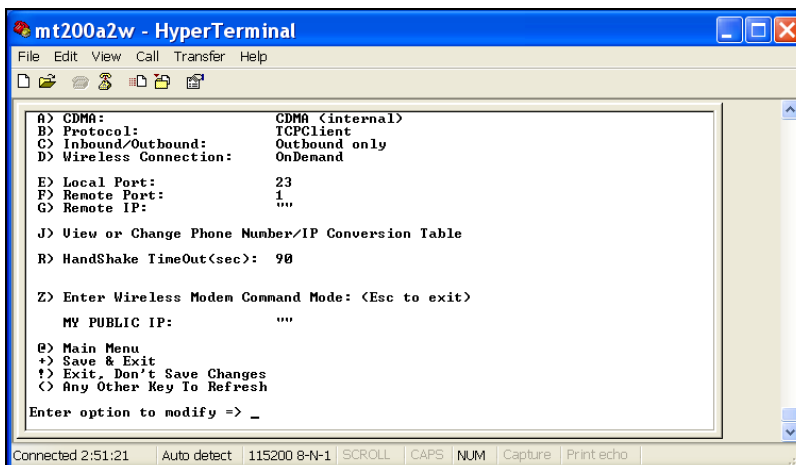 mt200a2w - HyperTerminal
File Edit View Call Transfer Help
A) CDMA: CDMA (internal)
B) Protocol: TCPClient
C) Inbound/Outbound: Outbound only
D) Wireless Connection: OnDemand
E) Local Port: 23
F) Remote Port: 1
G) Remote IP: ""
J) View or Change Phone Number/IP Conversion Table
R) HandShake TimeOut(sec): 90
Z) Enter Wireless Modem Command Mode: (Esc to exit)
MY PUBLIC IP: ""
@) Main Menu
+) Save & Exit
!) Exit, Don't Save Changes
<> Any Other Key To Refresh
Enter option to modify => _
Connected 2:51:21 Auto detect 115200 8-N-1 SCROLL CAPS NUM Capture Print echo